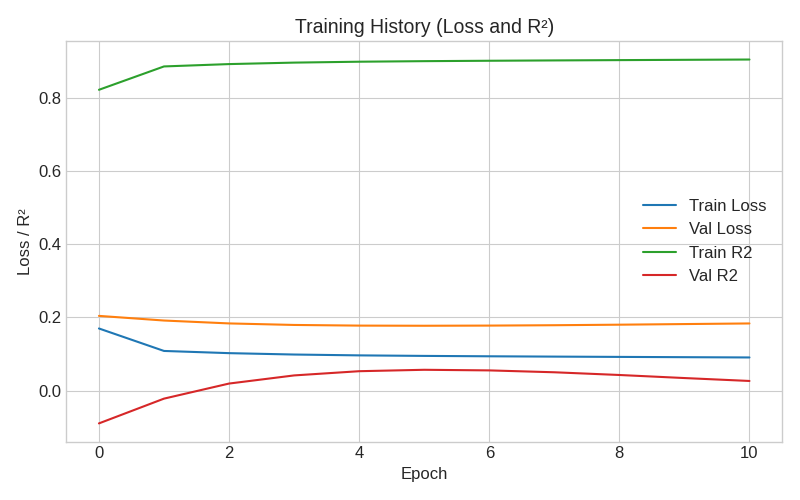 Training History (Loss and R²)
Loss / R²
0.8
0.6
0.4
0.2
0.0
Train Loss
Val Loss
Train R2
Val R2
0 2 4 6 8 10
Epoch